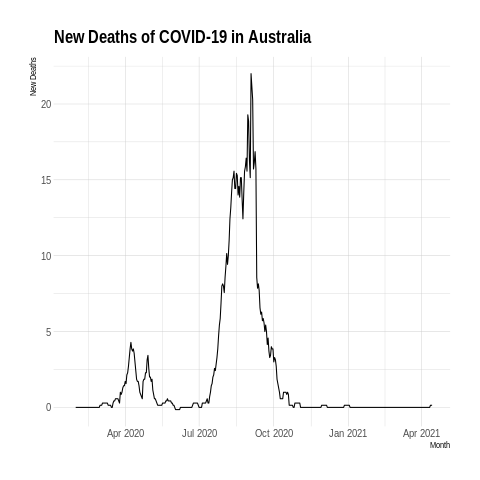 New Deaths of COVID-19 in Australia
New Deaths
20
15
10
5
0
Apr 2020 Jul 2020 Oct 2020 Jan 2021 Apr 2021
Month